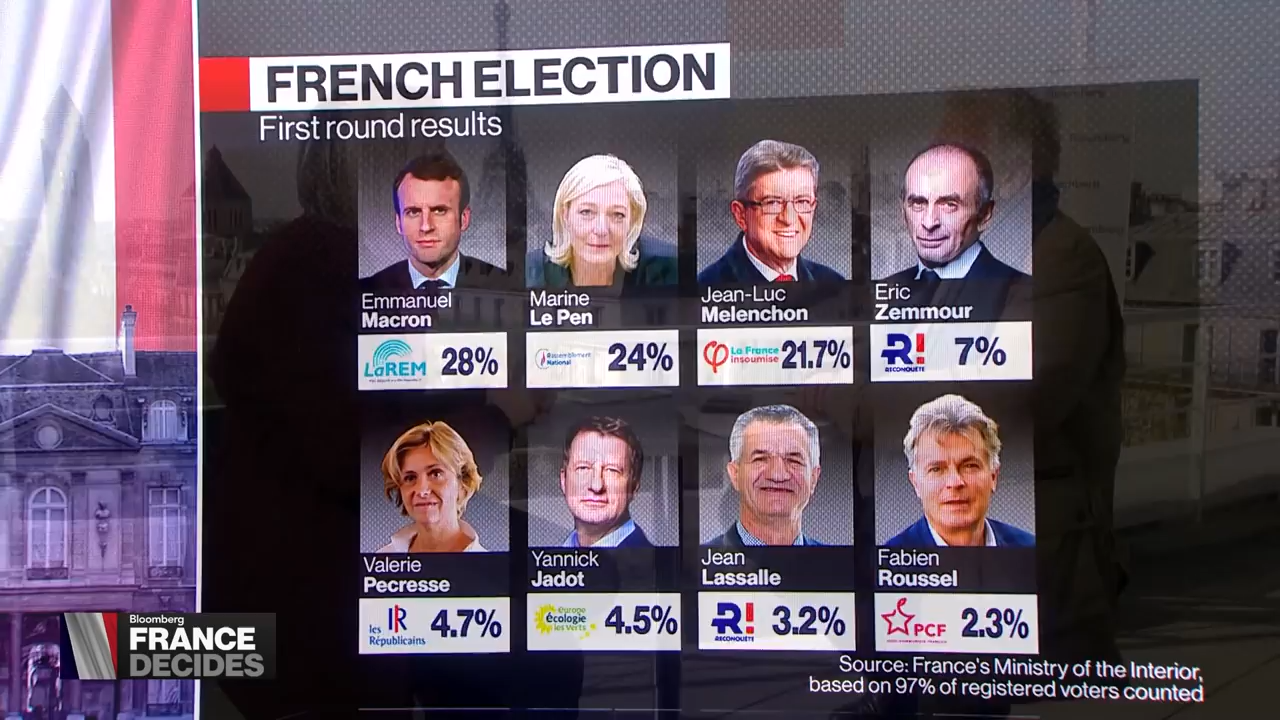 FRENCH ELECTION
First round results
Emmanuel
Macron
LaREM 28%
Marine
Le Pen
Rassemblement
National 24%
Jean-Luc
Melenchon
La France
insoumise 21.7%
Eric
Zemmour
R!
RECONQUÊTE 7%
Valerie
Pecresse
les
Républicains 4.7%
Yannick
Jadot
europe
écologie
les verts 4.5%
Jean
Lassalle
R!
RECONQUÊTE 3.2%
Fabien
Roussel
PCF 2.3%
Source: France's Ministry of the Interior,
based on 97% of registered voters counted
Bloomberg
FRANCE
DECIDES